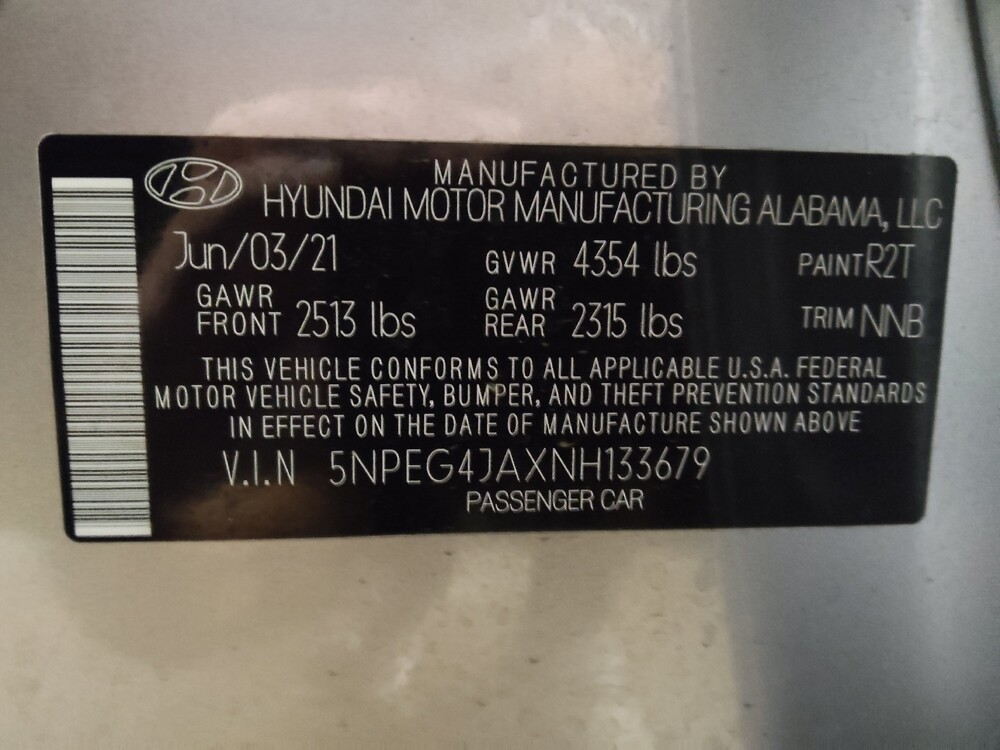 MANUFACTURED BY
HYUNDAI MOTOR MANUFACTURING ALABAMA, LLC
Jun/03/21 GVWR 4354 lbs PAINT R2T
GAWR FRONT 2513 lbs GAWR REAR 2315 lbs TRIM NNB
THIS VEHICLE CONFORMS TO ALL APPLICABLE U.S.A. FEDERAL
MOTOR VEHICLE SAFETY, BUMPER, AND THEFT PREVENTION STANDARDS
IN EFFECT ON THE DATE OF MANUFACTURE SHOWN ABOVE
V.I.N 5NPEG4JAXNH133679
PASSENGER CAR